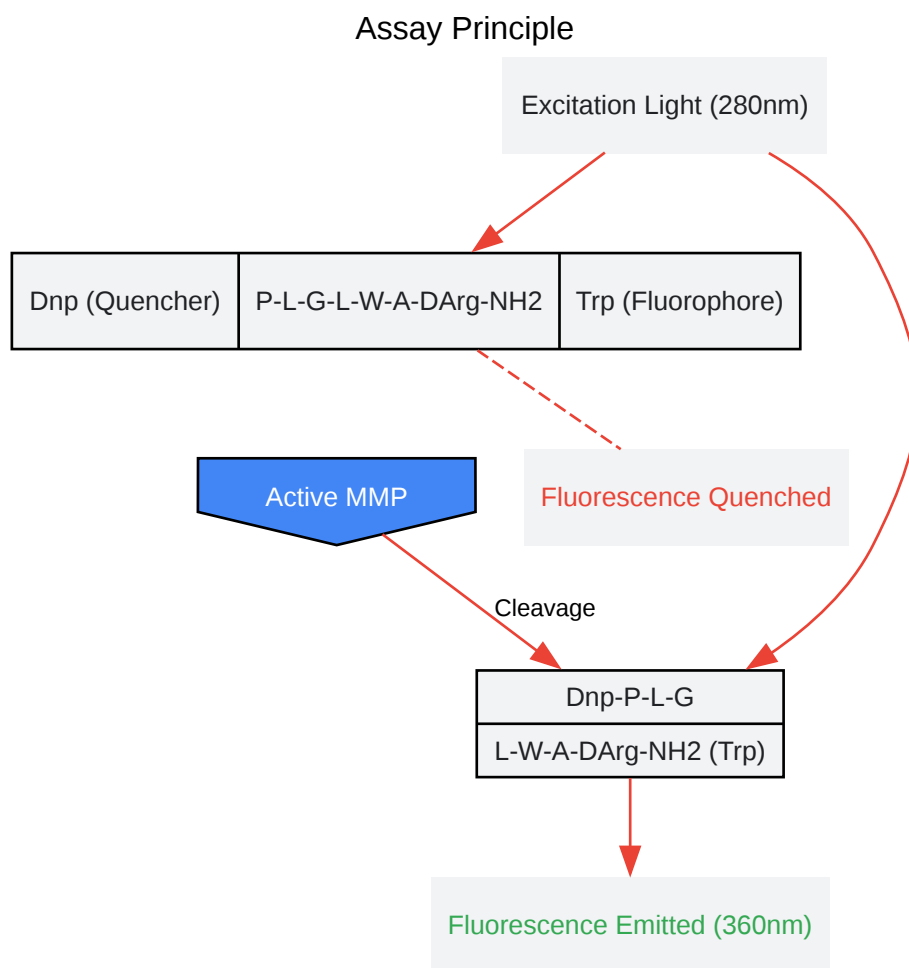 Assay Principle
Excitation Light (280nm)
Dnp (Quencher)
P-L-G-L-W-A-DArg-NH2
Trp (Fluorophore)
Active MMP
Fluorescence Quenched
Cleavage
Dnp-P-L-G
L-W-A-DArg-NH2 (Trp)
Fluorescence Emitted (360nm)